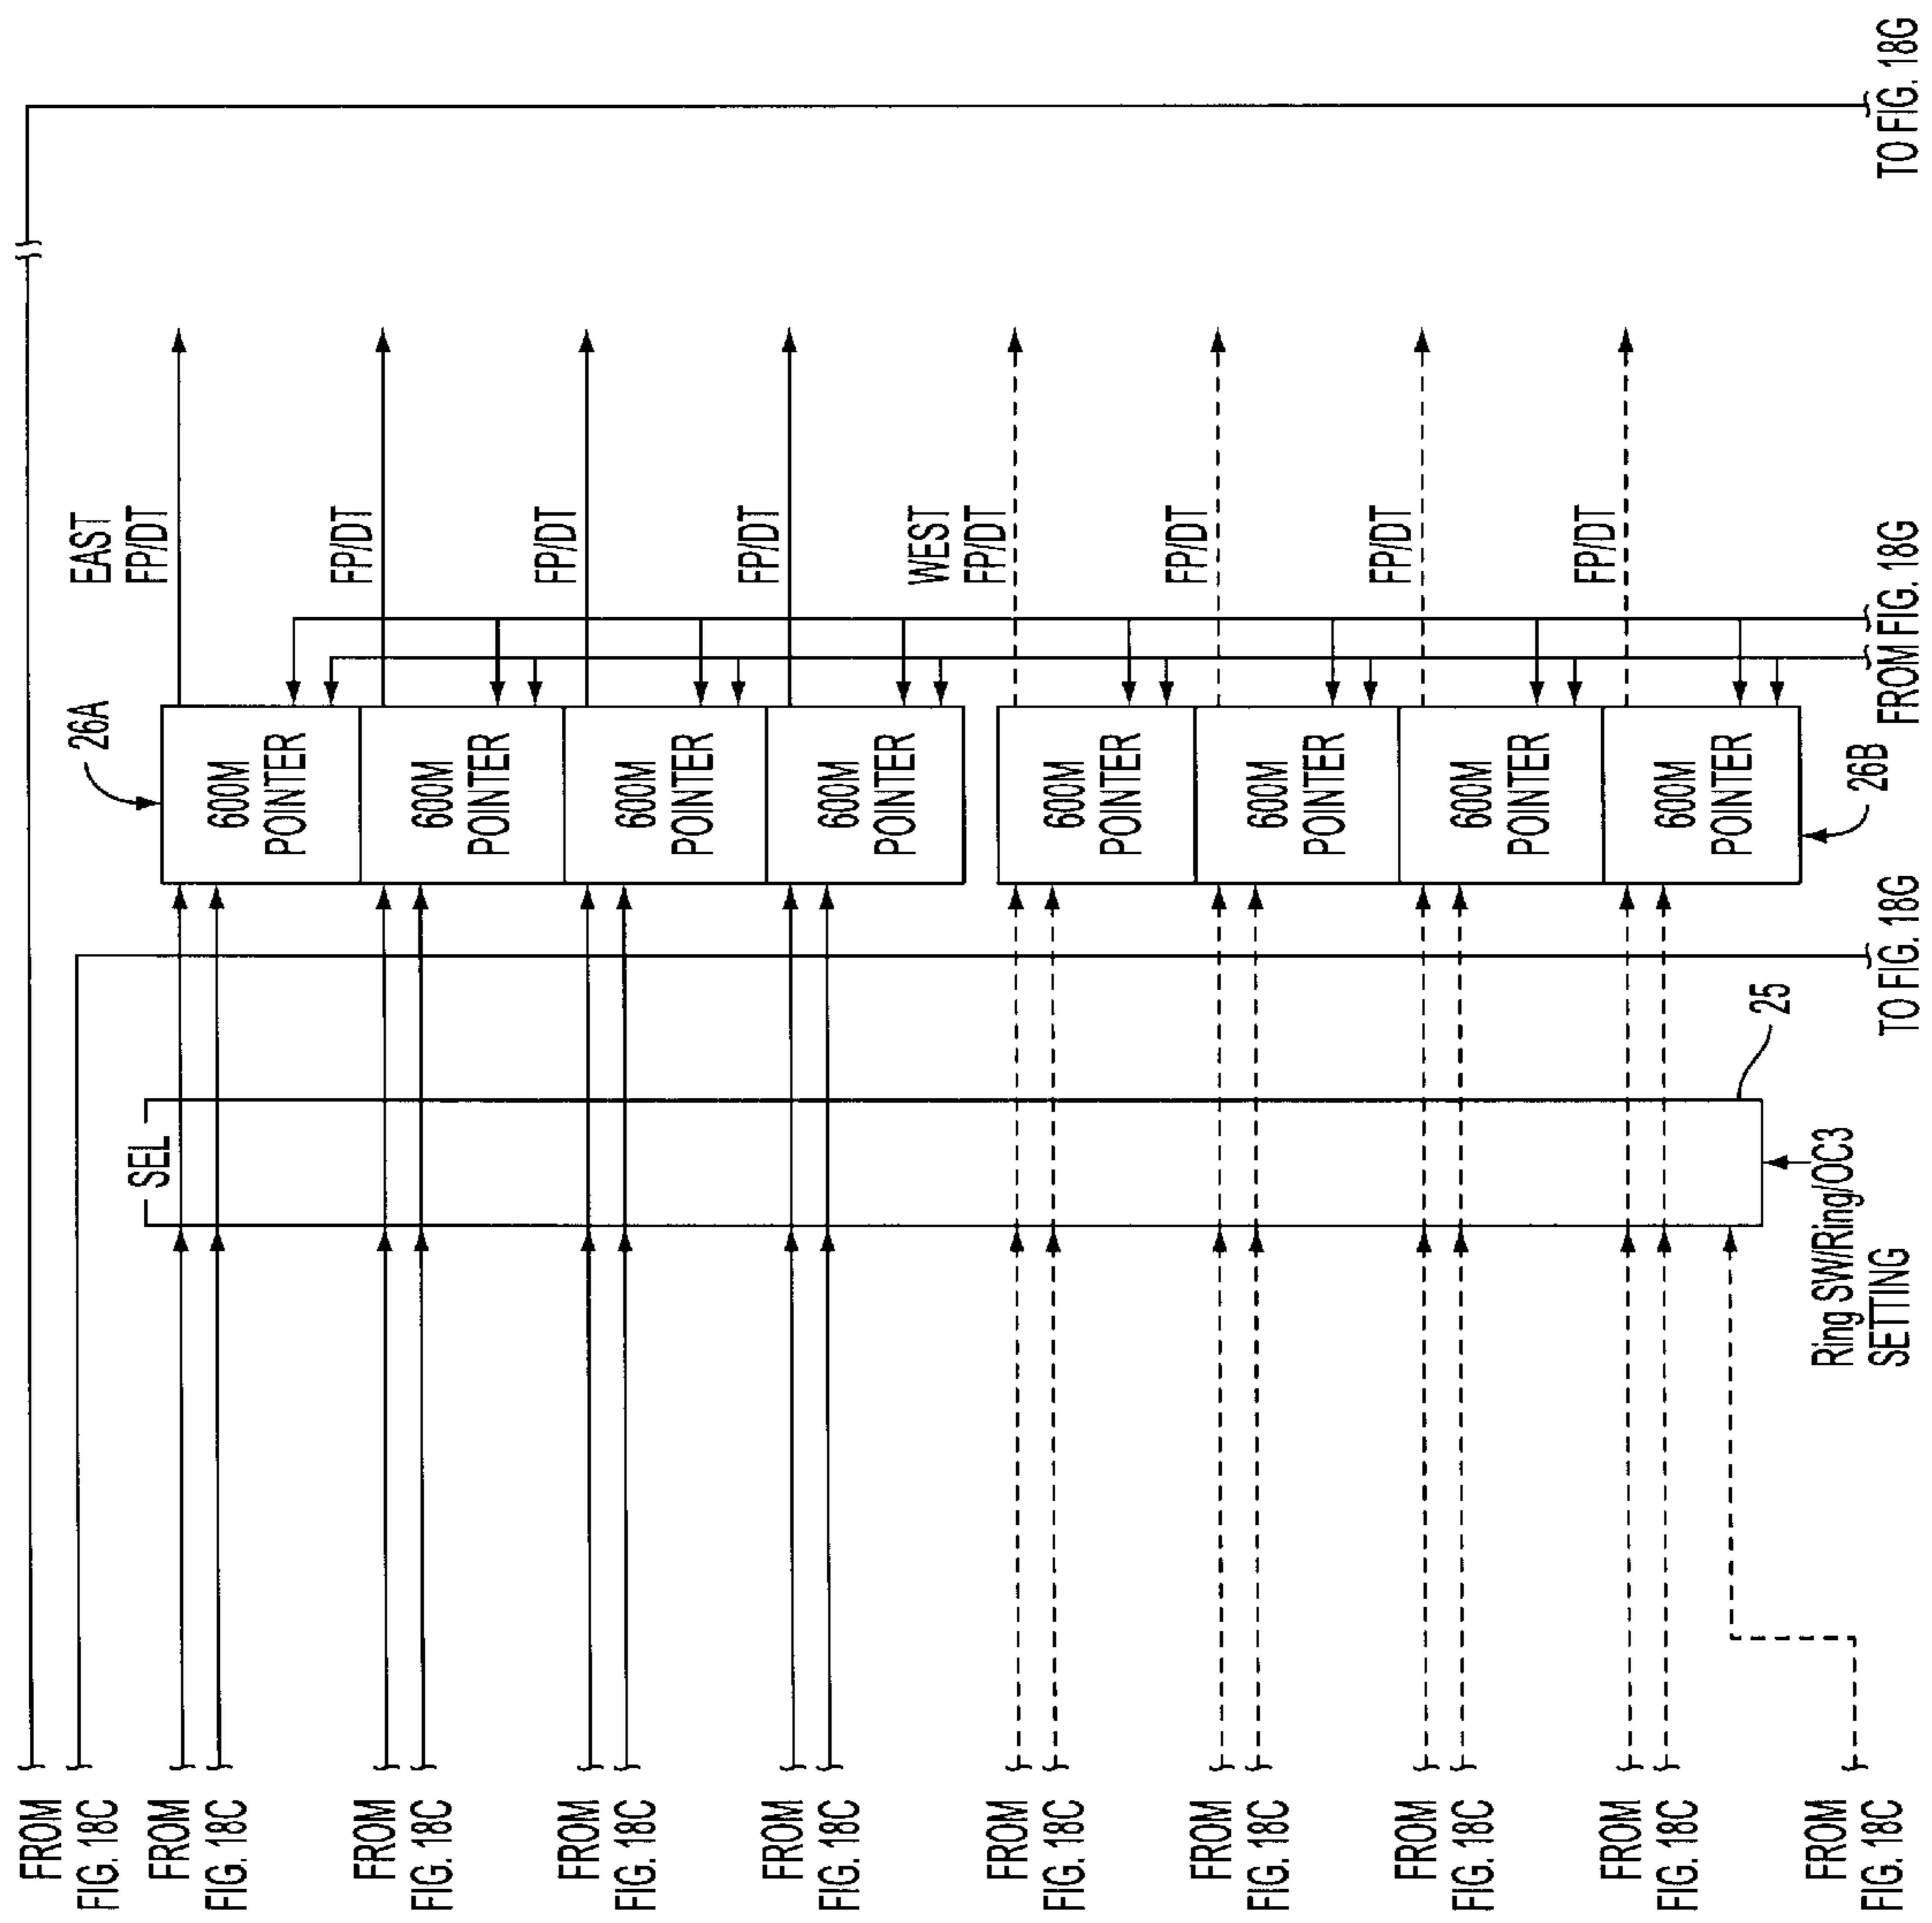 FROM
FIG. 18C
FROM
FIG. 18C
FROM
FIG. 18C
FROM
FIG. 18C
FROM
FIG. 18C
FROM
FIG. 18C
FROM
FIG. 18C
FROM
FIG. 18C
FROM
FIG. 18C
FROM
FIG. 18C
SEL
Ring SW/Ring/OC3
SETTING
25
TO FIG. 18G
26A
600M
POINTER
600M
POINTER
600M
POINTER
600M
POINTER
600M
POINTER
600M
POINTER
600M
POINTER
600M
POINTER
26B
FROM FIG. 18G
EAST
FP/DT
FP/DT
FP/DT
FP/DT
WEST
FP/DT
FP/DT
FP/DT
FP/DT
TO FIG. 18G